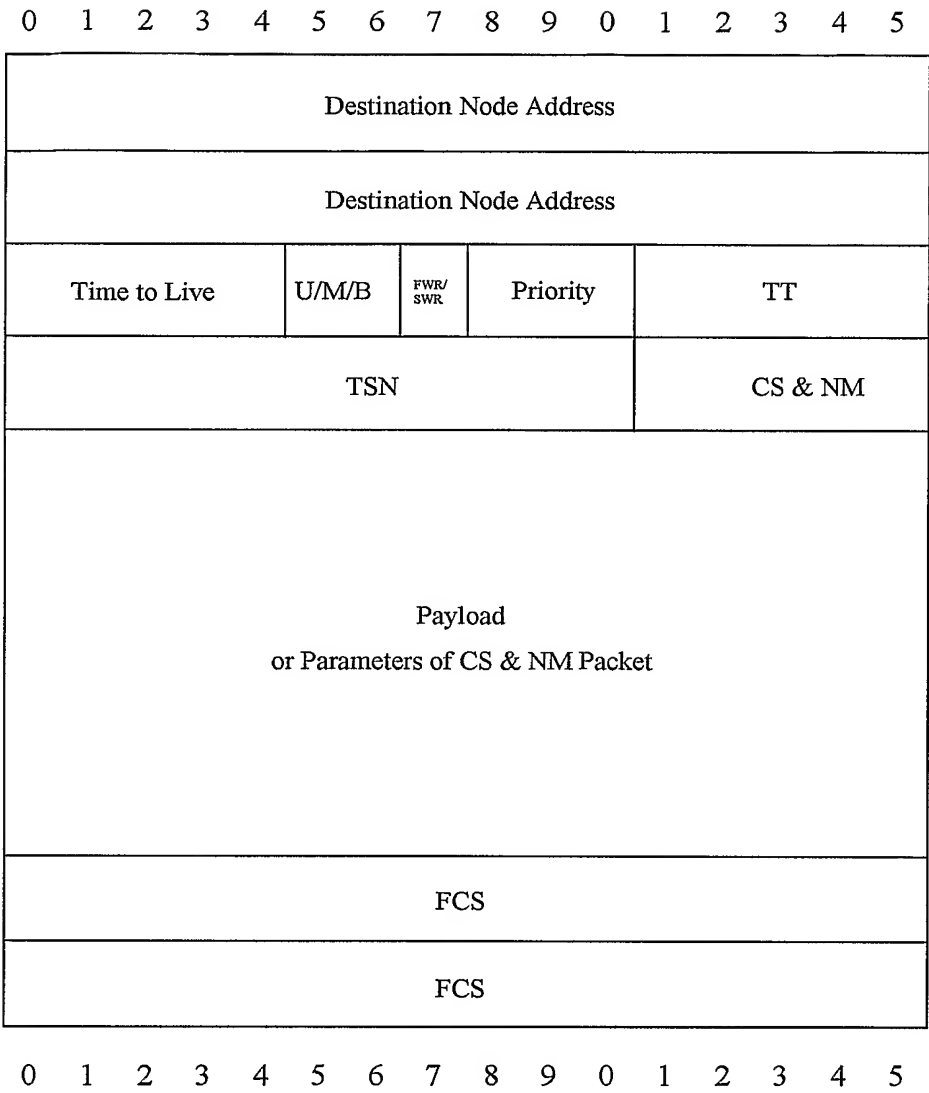 0 1 2 3 4 5 6 7 8 9 0 1 2 3 4 5
Destination Node Address
Destination Node Address
Time to Live U/M/B FWR/ SWR Priority TT
TSN CS & NM
Payload
or Parameters of CS & NM Packet
FCS
FCS
0 1 2 3 4 5 6 7 8 9 0 1 2 3 4 5